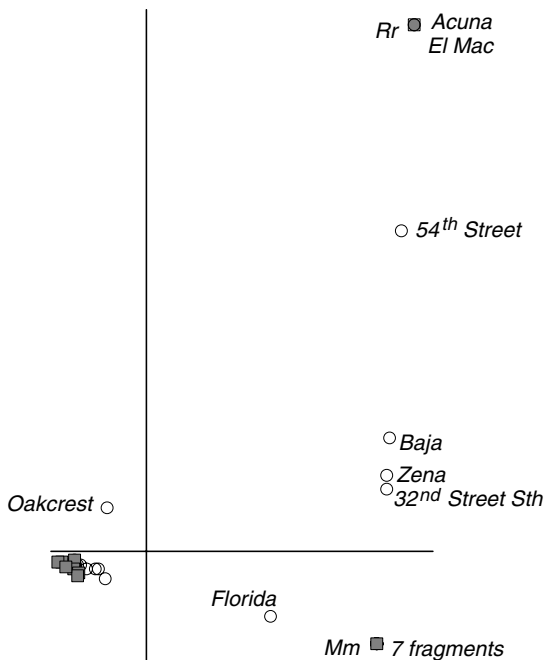 Rr Acuna
El Mac
54th Street
Baja
Zena
32nd Street Sth
Oakcrest
Florida
Mm 7 fragments